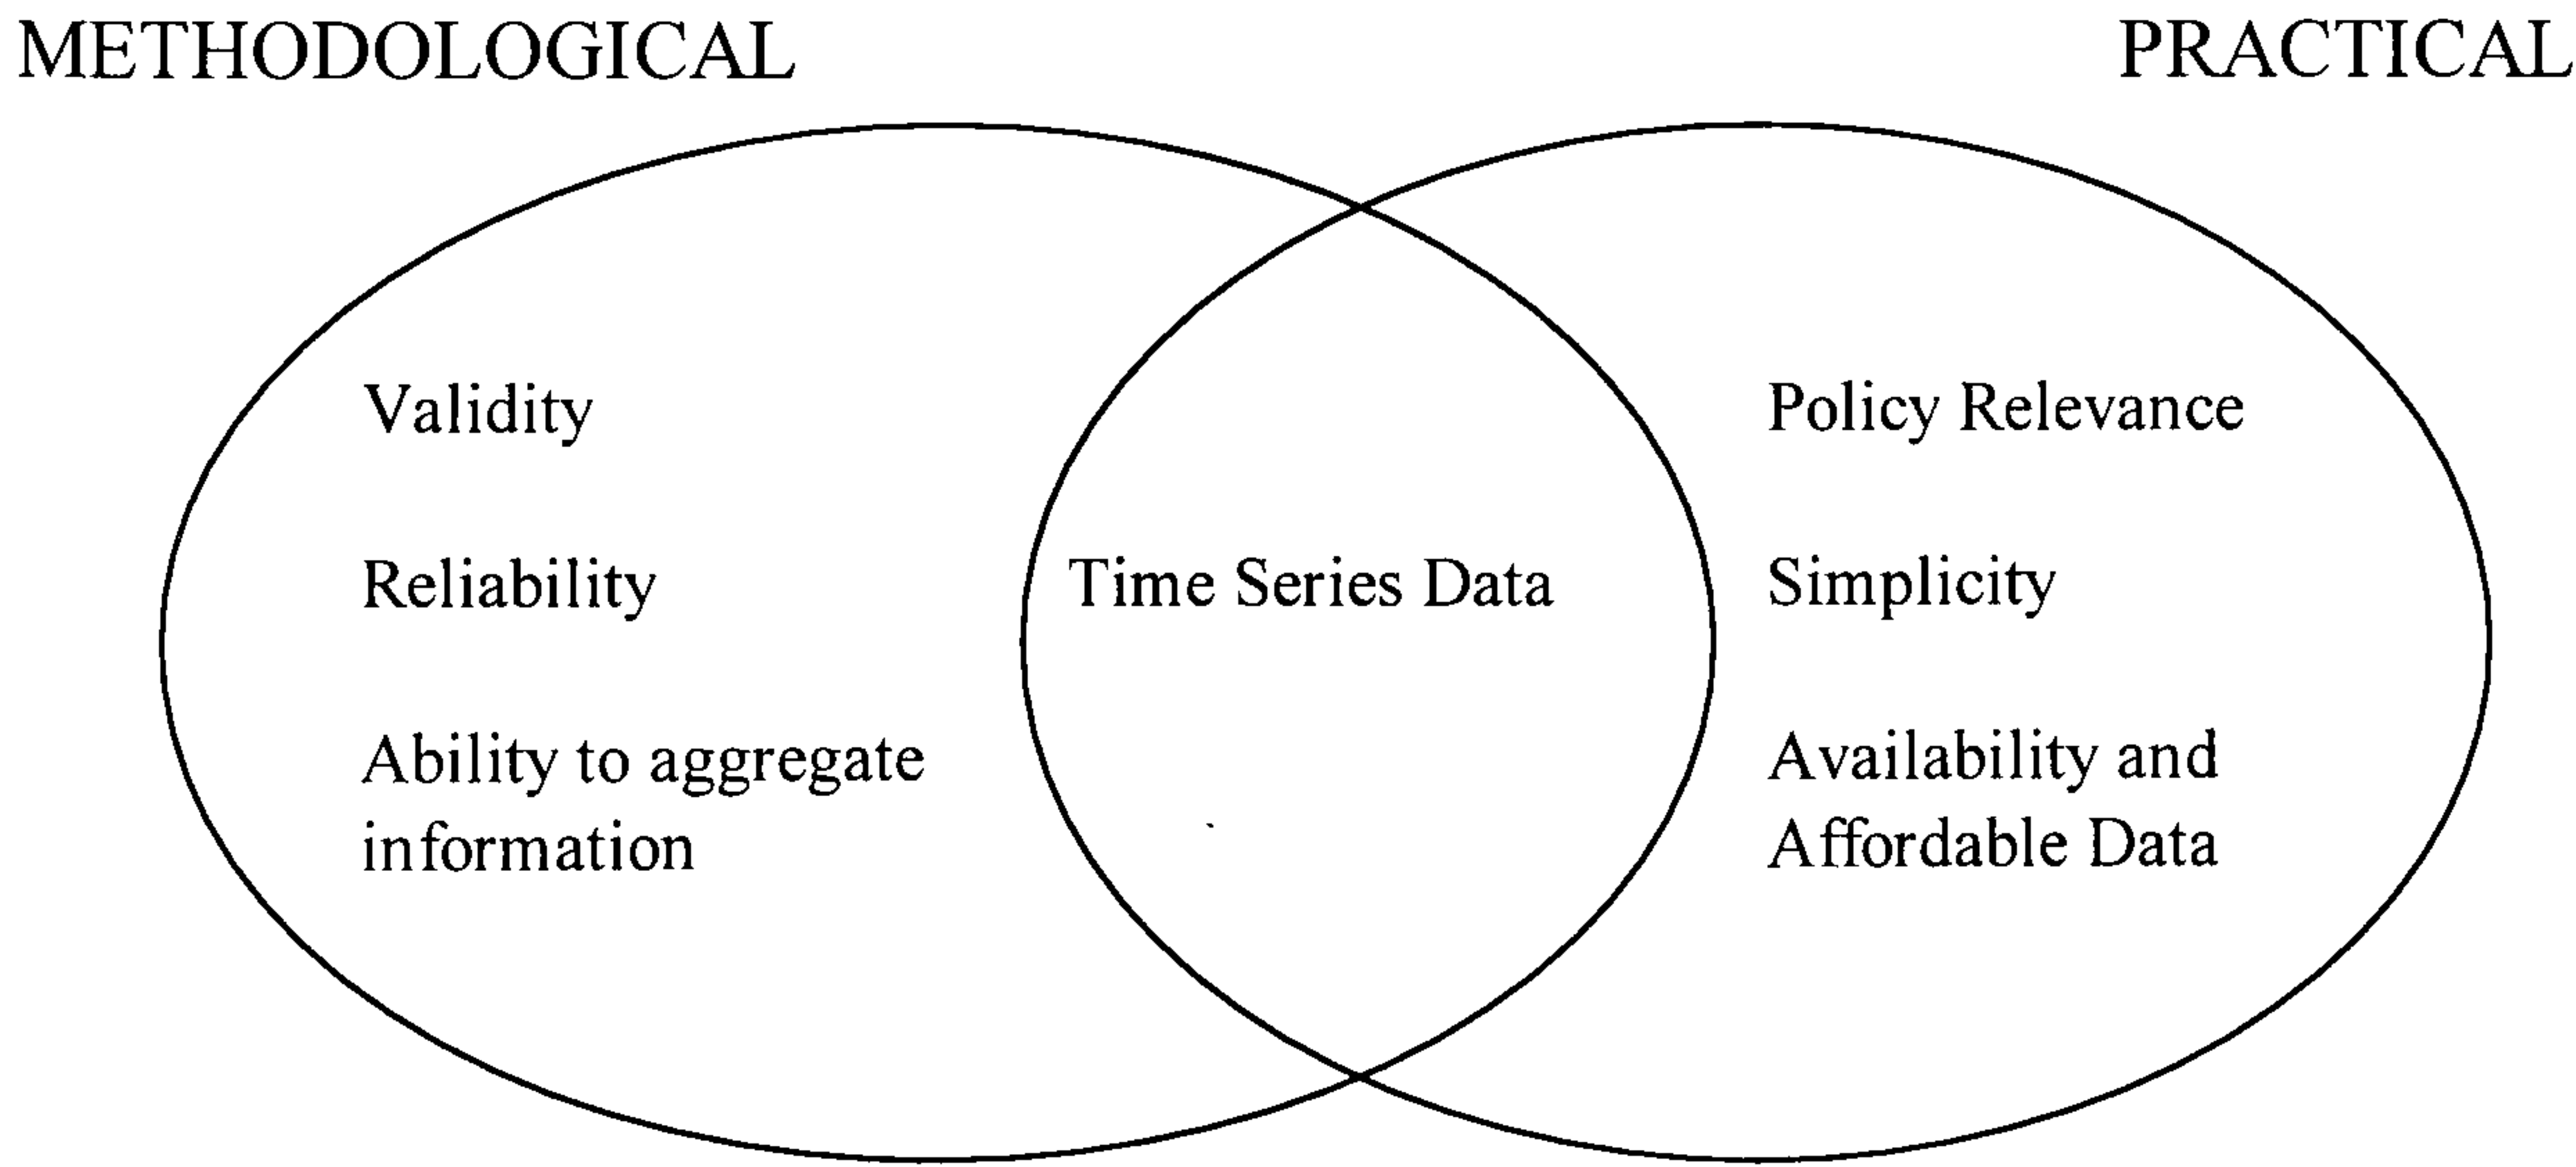 METHODOLOGICAL
PRACTICAL
Validity
Reliability
Ability to aggregate
information
Time Series Data
Policy Relevance
Simplicity
Availability and
Affordable Data